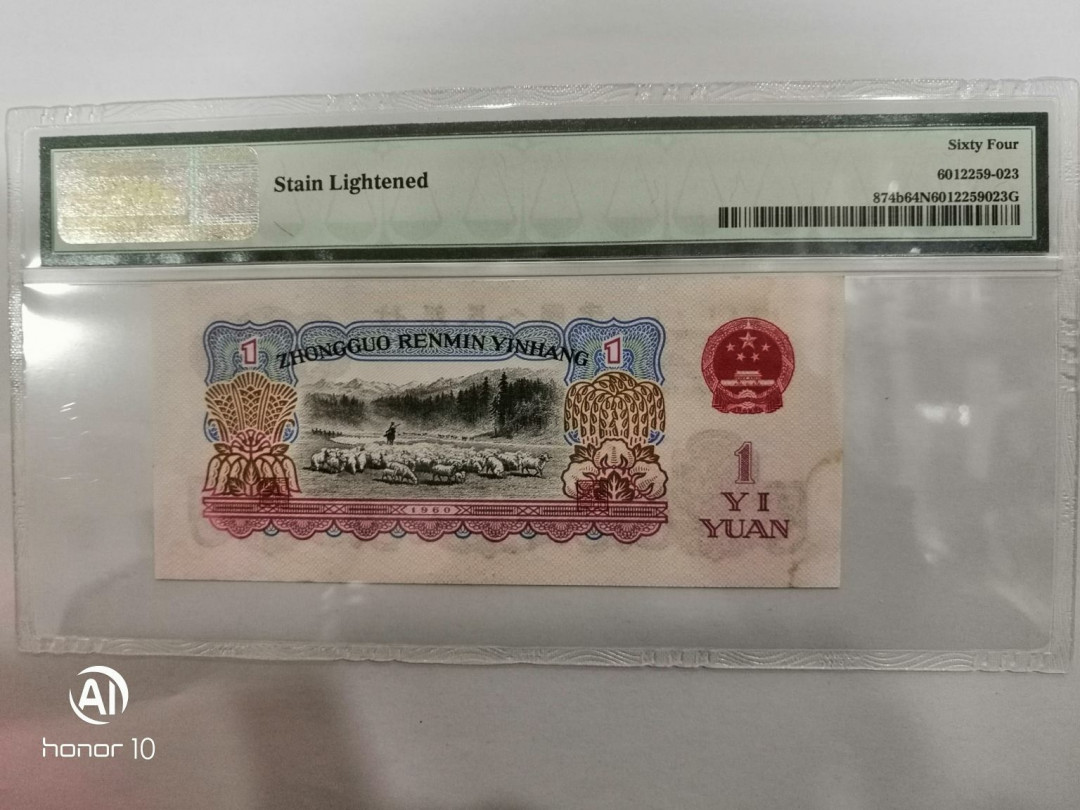 Sixty Four
Stain Lightened
6012259-023
874b64N6012259023G
1 ZHONGGUO RENMIN YINHANG 1
1960
1
YI
YUAN
AI
honor 10